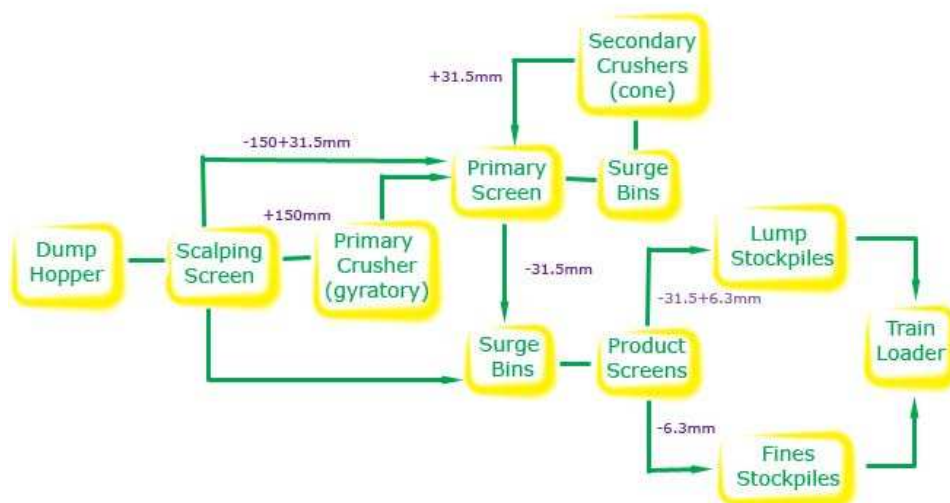 Secondary
Crushers
(cone)
+31.5mm
-150+31.5mm
Primary
Screen
Surge
Bins
+150mm
Dump
Hopper
Scalping
Screen
Primary
Crusher
(gyratory)
-31.5mm
Lump
Stockpiles
-31.5+6.3mm
Surge
Bins
Product
Screens
Train
Loader
-6.3mm
Fines
Stockpiles